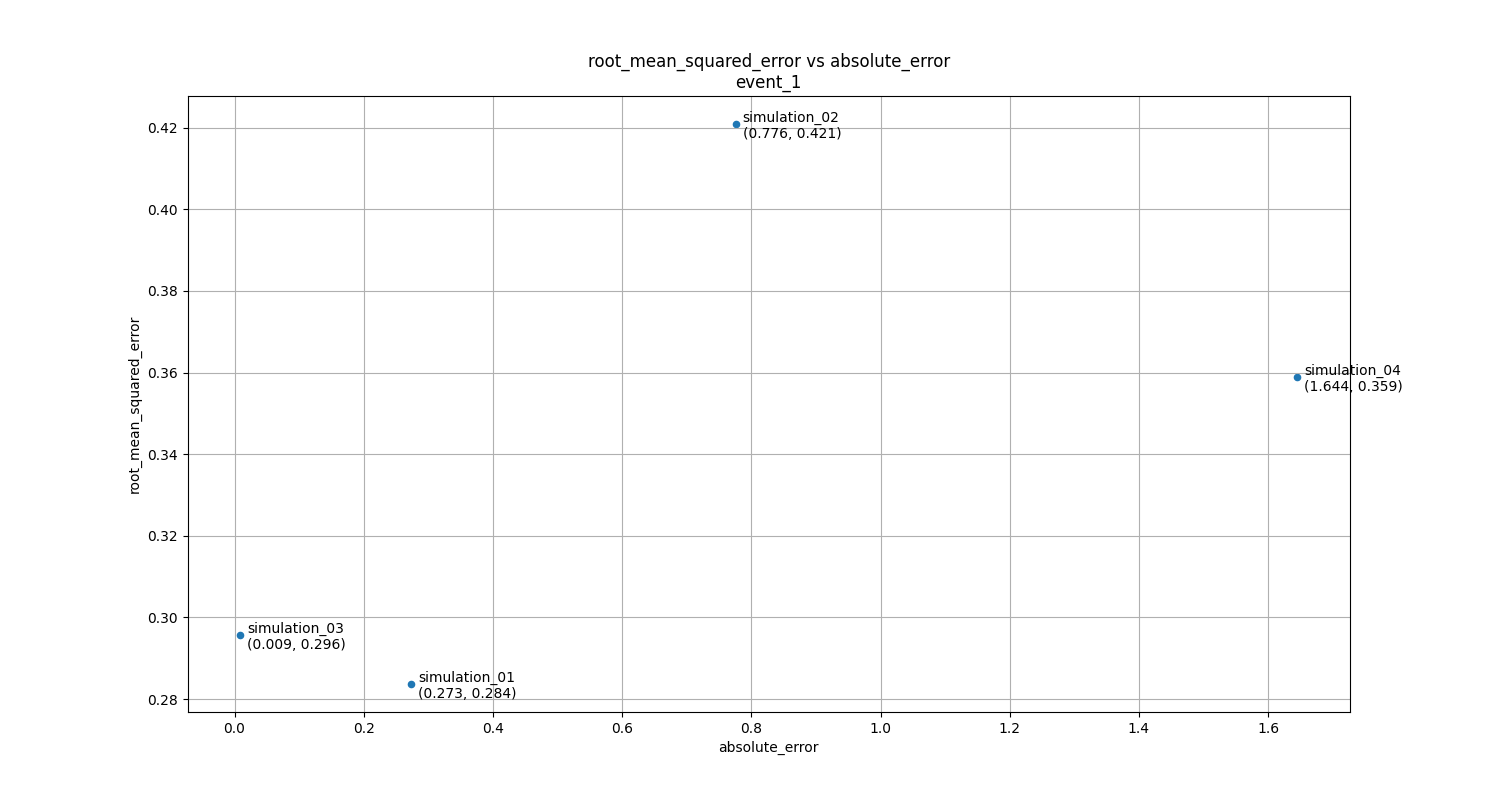 root_mean_squared_error vs absolute_error
event_1
root_mean_squared_error
0.42
0.40
0.38
0.36
0.34
0.32
0.30
0.28
simulation_02
(0.776, 0.421)
simulation_04
(1.644, 0.359)
simulation_03
(0.009, 0.296)
simulation_01
(0.273, 0.284)
0.0 0.2 0.4 0.6 0.8 1.0 1.2 1.4 1.6
absolute_error